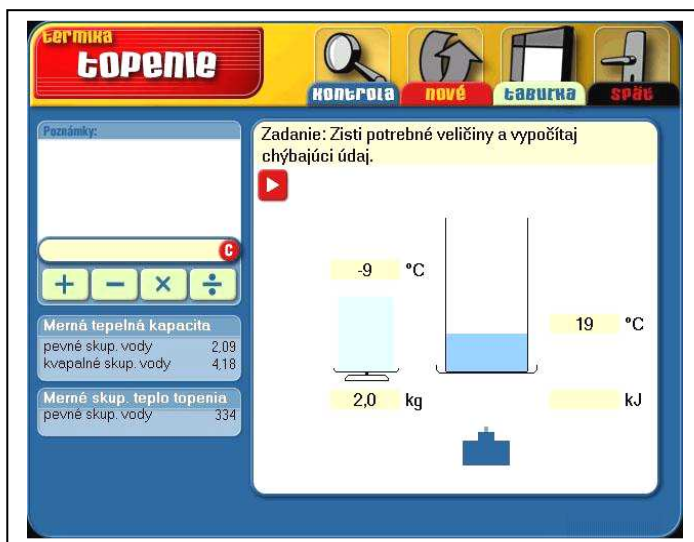 termika
topenie
kontrola
nové
tabuľka
späť
Poznámky:
C
+ − × ÷
Merná tepelná kapacita
pevné skup. vody 2,09
kvapalné skup. vody 4,18
Merné skup. teplo topenia
pevné skup. vody 334
Zadanie: Zisti potrebné veličiny a vypočítaj
chýbajúci údaj.
-9 °C
19 °C
2,0 kg
kJ